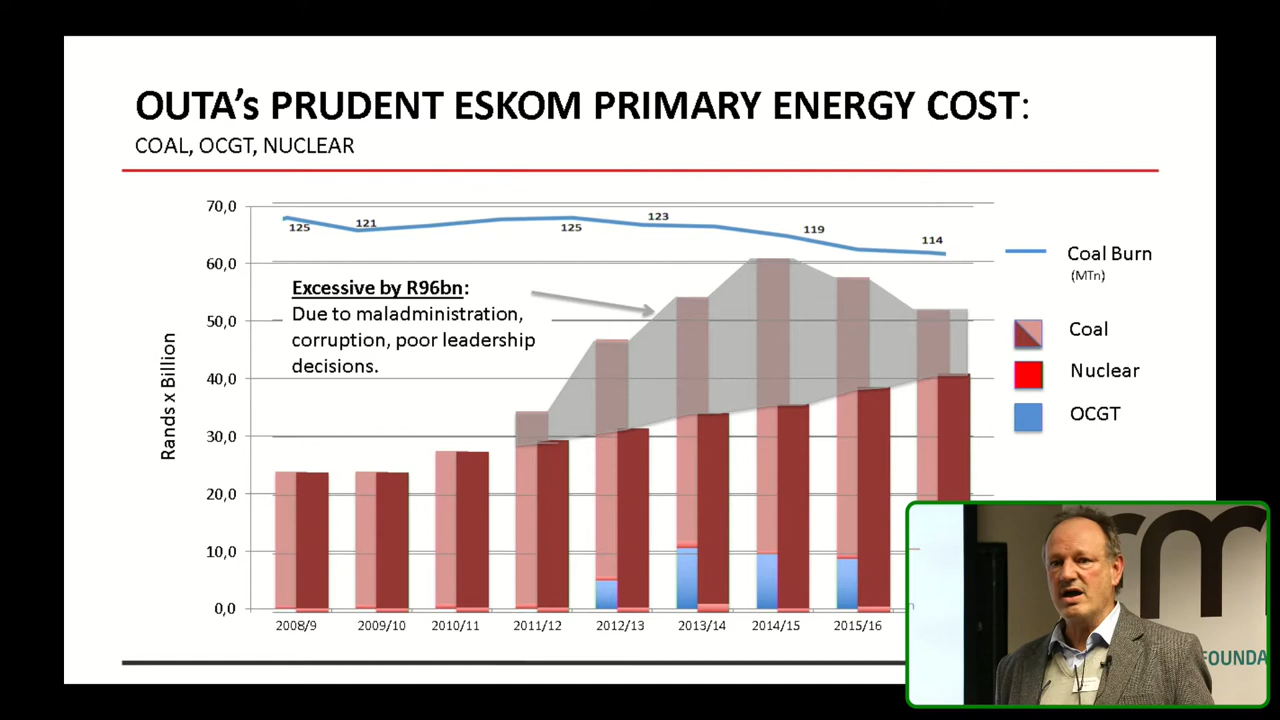 OUTA's PRUDENT ESKOM PRIMARY ENERGY COST:
COAL, OCGT, NUCLEAR
70,0
60,0
50,0
40,0
30,0
20,0
10,0
0,0
Rands x Billion
125
121
125
123
119
114
Excessive by R96bn:
Due to maladministration,
corruption, poor leadership
decisions.
Coal Burn
(MTn)
Coal
Nuclear
OCGT
2008/9
2009/10
2010/11
2011/12
2012/13
2013/14
2014/15
2015/16
rm
FOUNDA